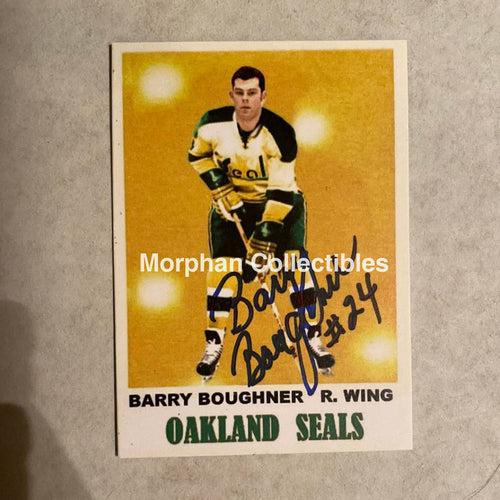 Seal
Morphan Collectibles
Barry
Boughner
#24
BARRY BOUGHNER R. WING
OAKLAND SEALS